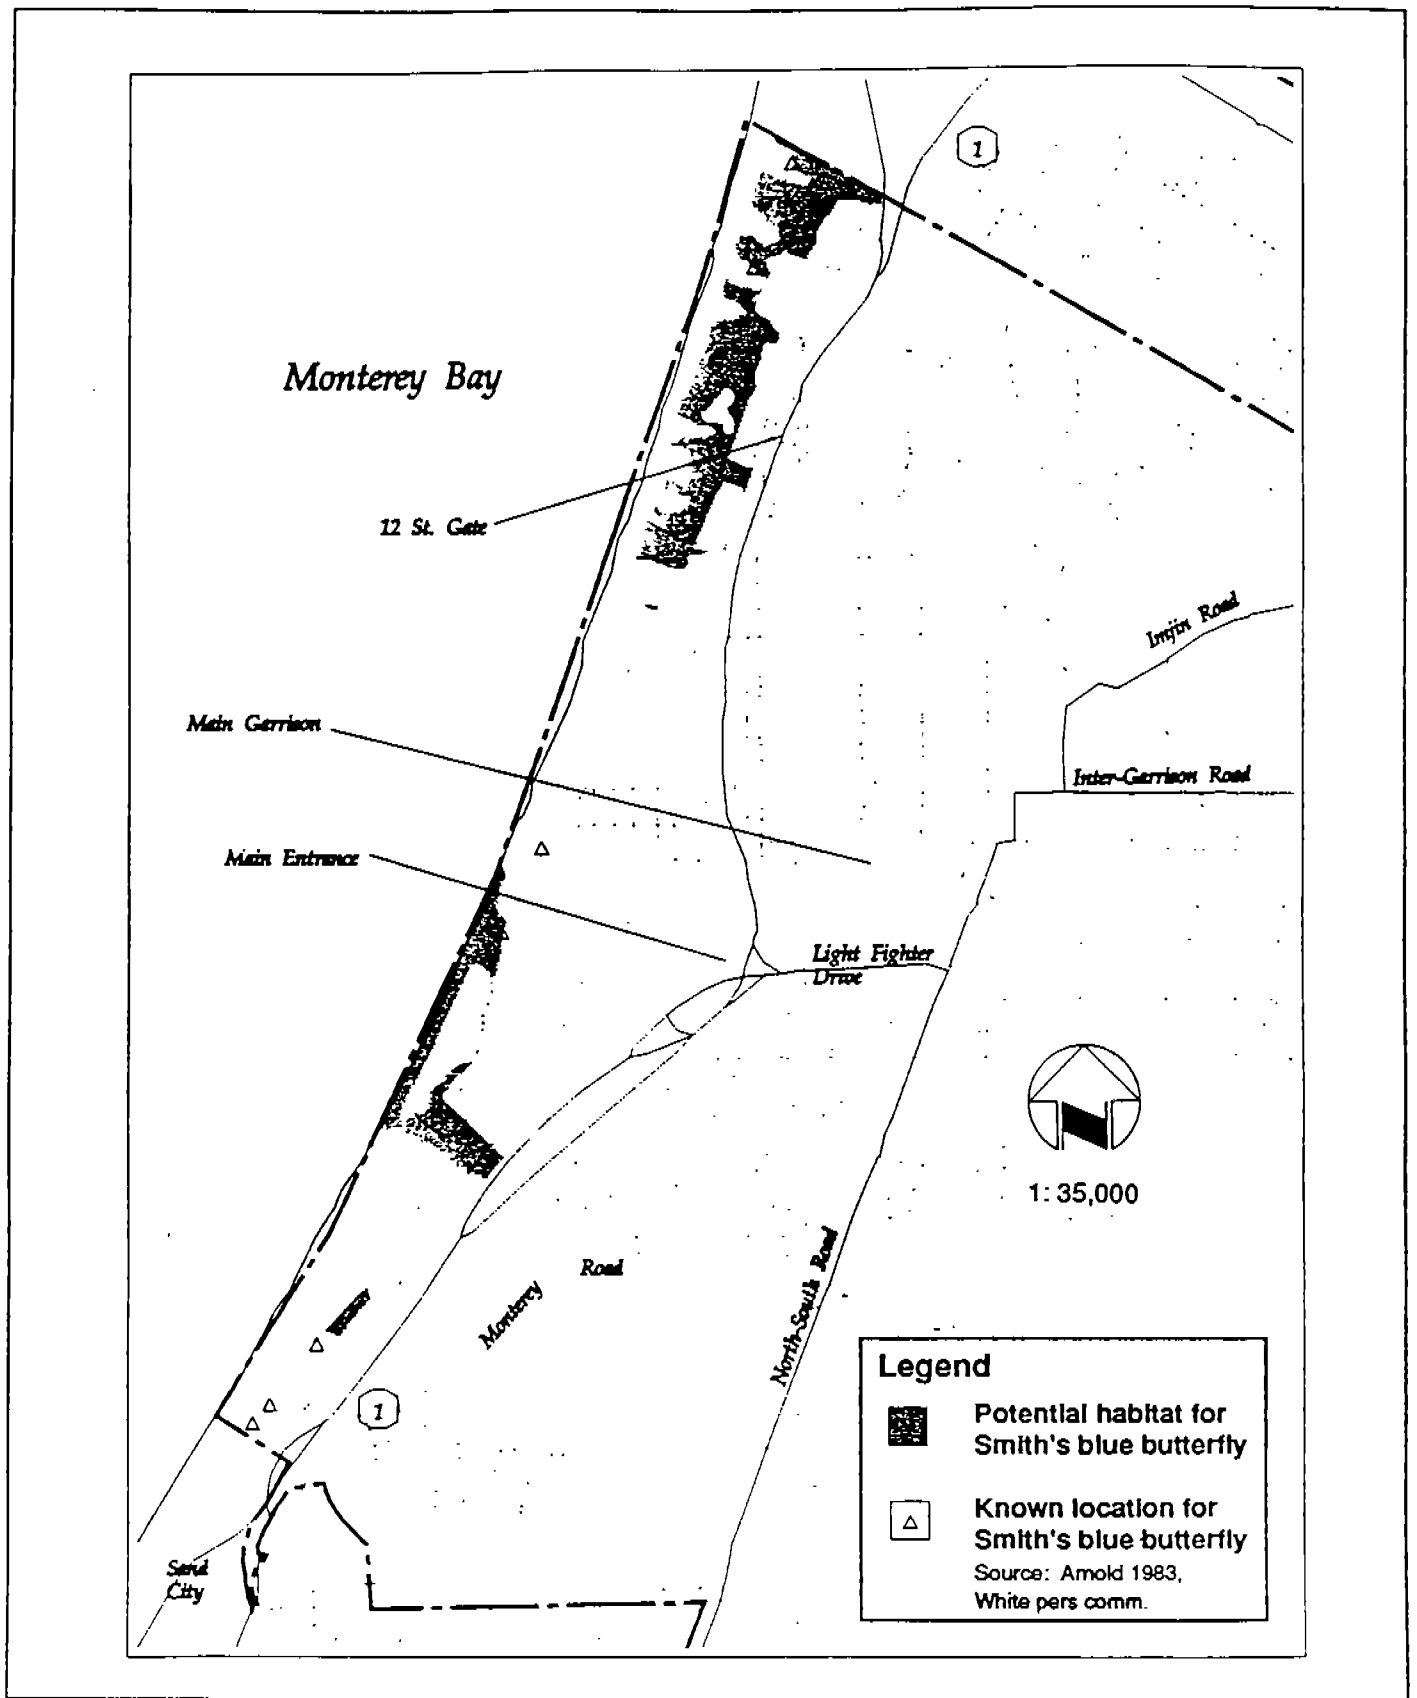 1
Monterey Bay
12 St. Gate
Imjin Road
Main Garrison
Inter-Garrison Road
Main Entrance
Light Fighter
Drive
1: 35,000
Monterey Road
North-South Road
1
Sand
City
Legend
Potential habitat for
Smith's blue butterfly
Known location for
Smith's blue butterfly
Source: Arnold 1983,
White pers comm.